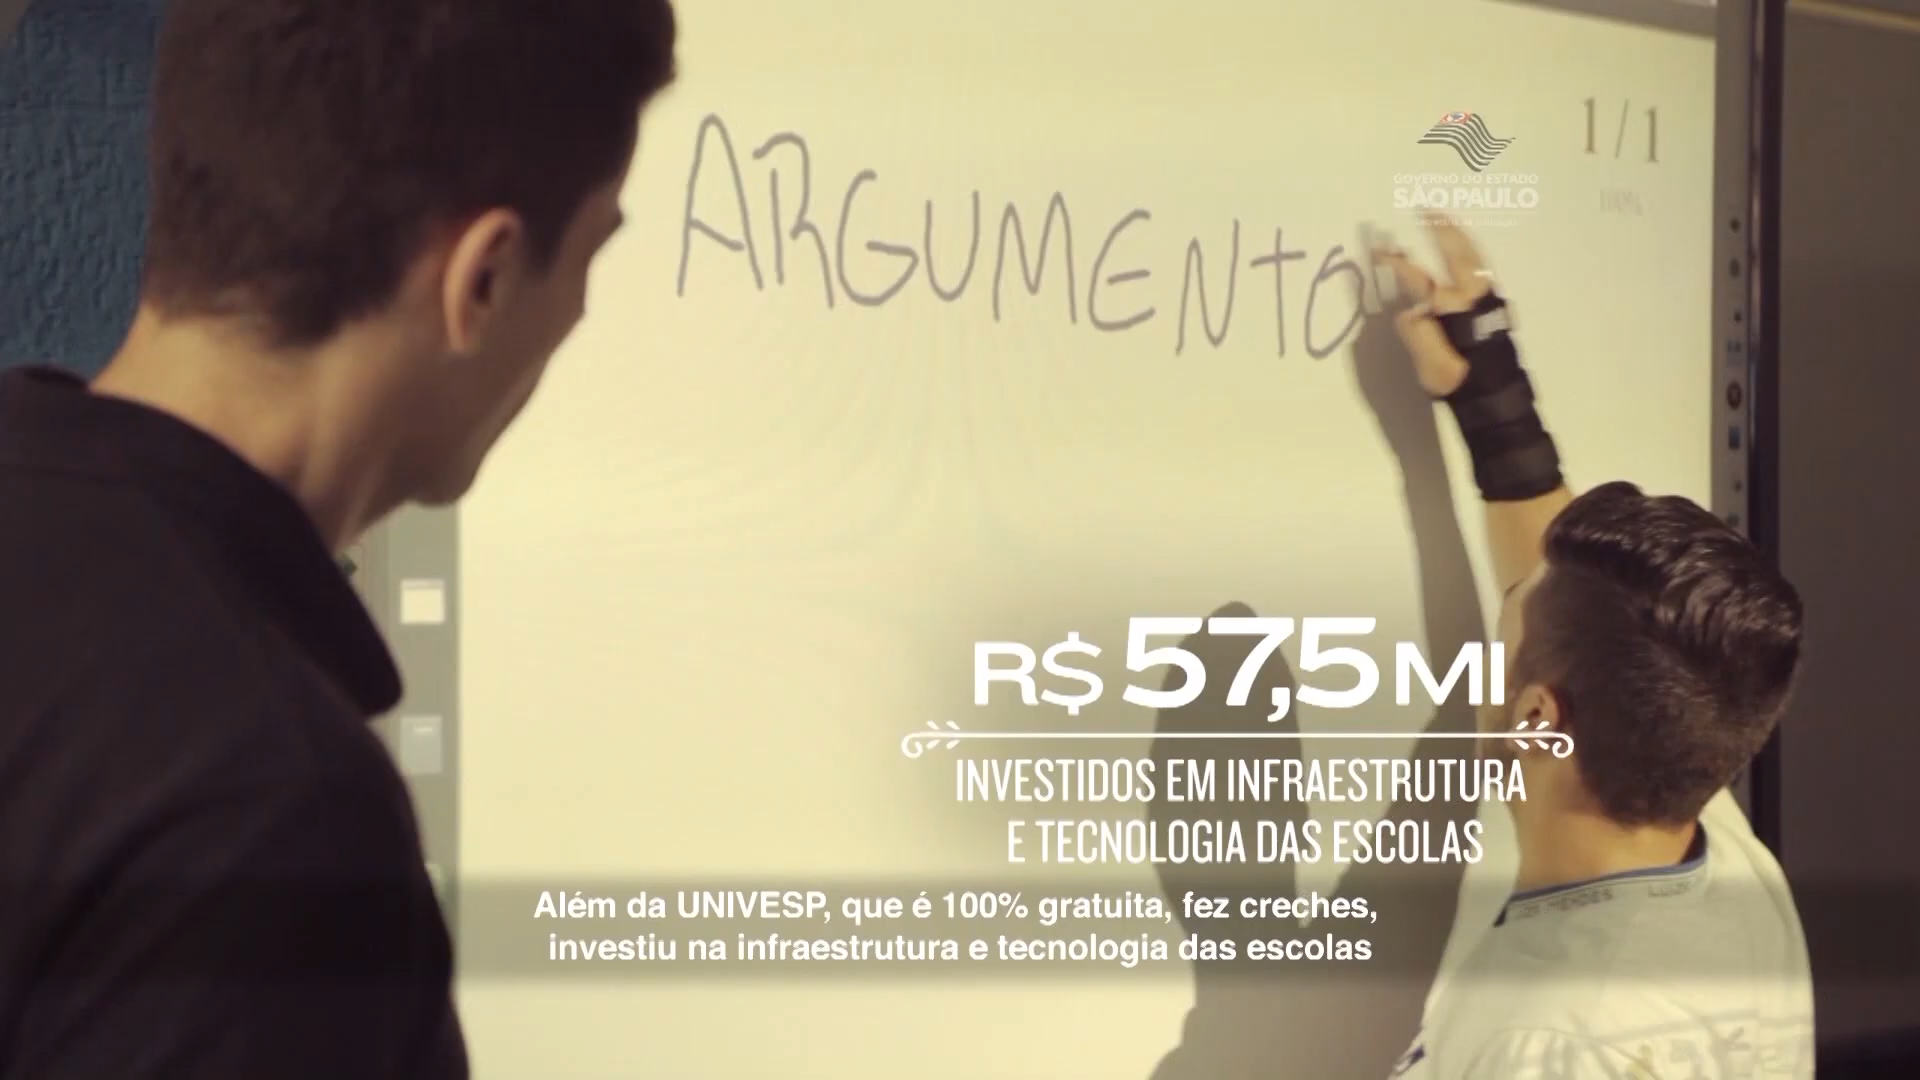 ARGUMENTO
1/1
GOVERNO DO ESTADO
SÃO PAULO
R$ 57,5 MI
INVESTIDOS EM INFRAESTRUTURA
E TECNOLOGIA DAS ESCOLAS
Além da UNIVESP, que é 100% gratuita, fez creches,
investiu na infraestrutura e tecnologia das escolas